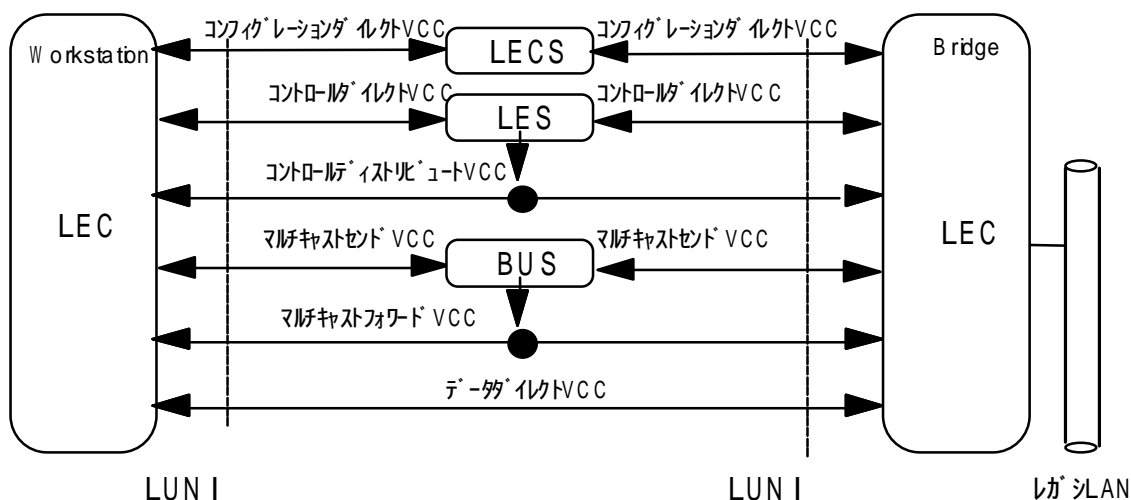 コンフィグレーションダイレクトVCC
コンフィグレーションダイレクトVCC
Workstation
LECS
Bridge
コントロールダイレクトVCC
コントロールダイレクトVCC
LES
コントロールディストリビュートVCC
LEC
LEC
マルチキャストセンドVCC
マルチキャストセンドVCC
BUS
マルチキャストフォワードVCC
データダイレクトVCC
LUNI
LUNI
レガシLAN